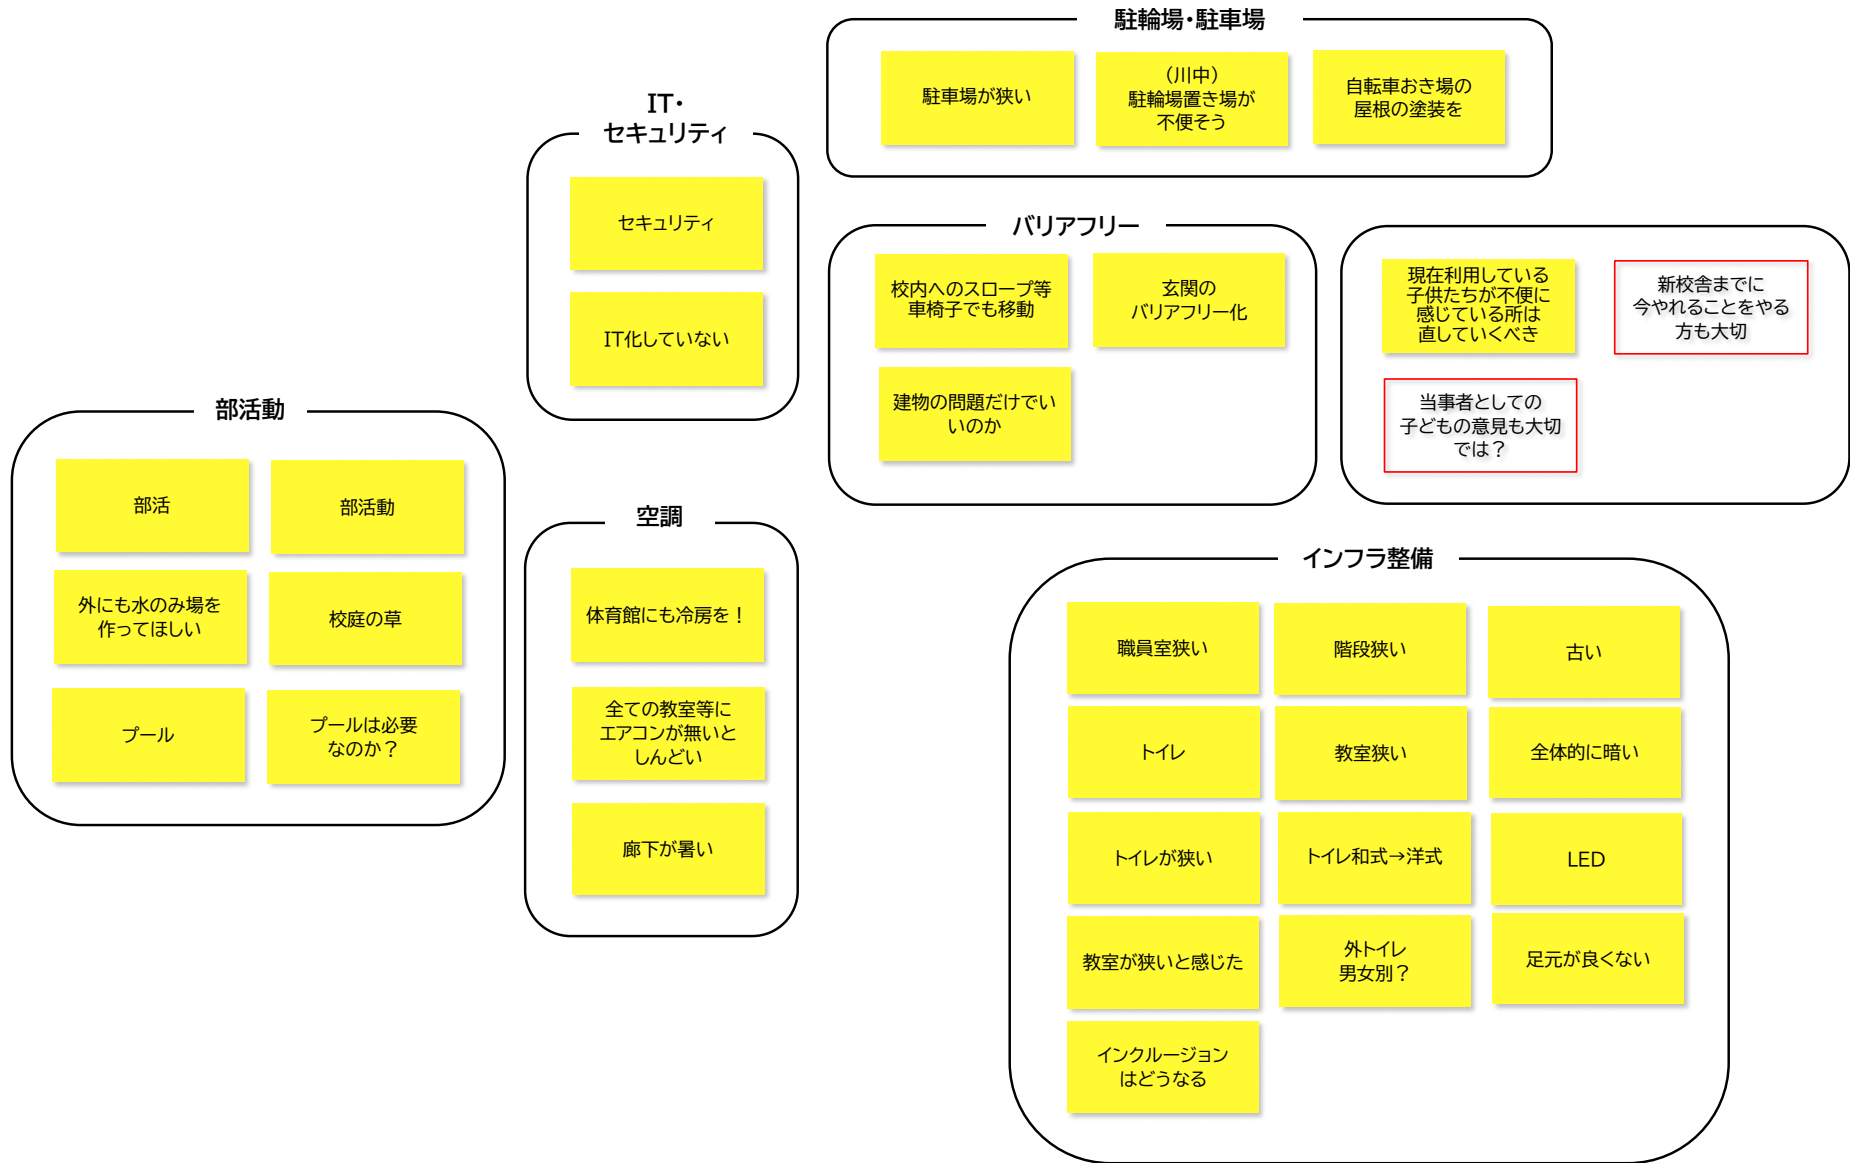 駐輪場・駐車場
駐車場が狭い
（川中）
駐輪場置き場が
不便そう
自転車おき場の
屋根の塗装を
IT・
セキュリティ
セキュリティ
IT化していない
バリアフリー
校内へのスロープ等
車椅子でも移動
玄関の
バリアフリー化
建物の問題だけでい
いのか
現在利用している
子供たちが不便に
感じている所は
直していくべき
新校舎までに
今やれることをやる
方も大切
当事者としての
子どもの意見も大切
では？
部活動
部活
部活動
外にも水のみ場を
作ってほしい
校庭の草
プール
プールは必要
なのか？
空調
体育館にも冷房を！
全ての教室等に
エアコンが無いと
しんどい
廊下が暑い
インフラ整備
職員室狭い
階段狭い
古い
トイレ
教室狭い
全体的に暗い
トイレが狭い
トイレ和式→洋式
LED
教室が狭いと感じた
外トイレ
男女別？
足元が良くない
インクルージョン
はどうなる